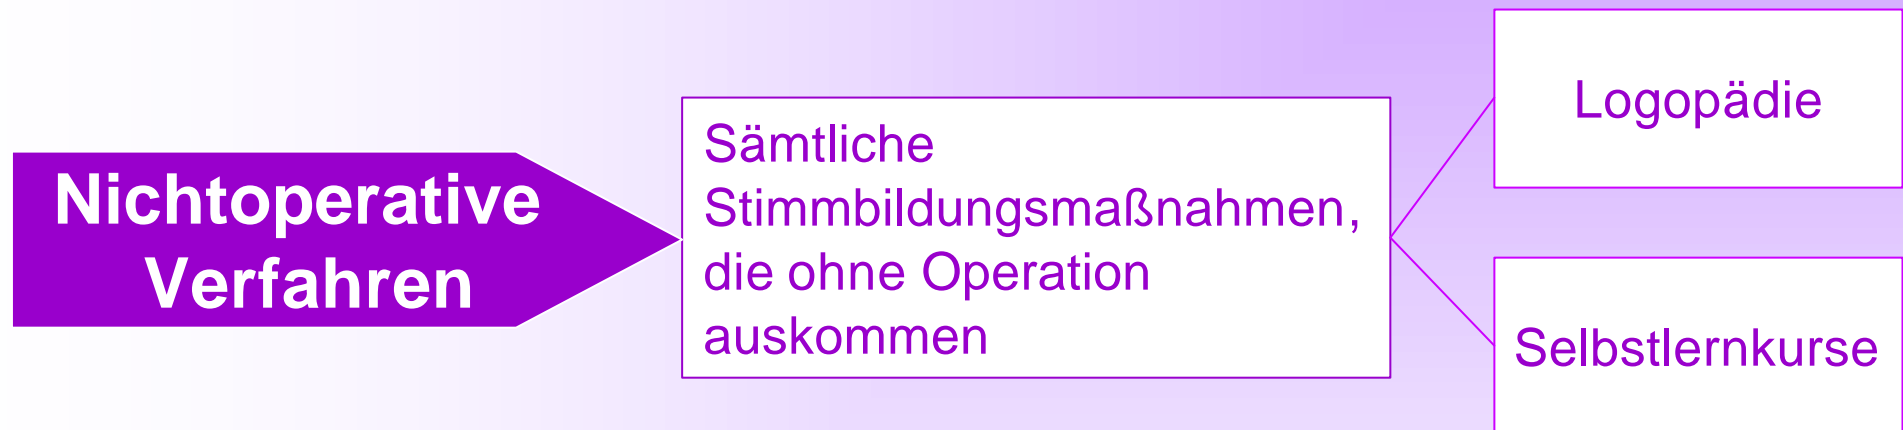 Nichtoperative
Verfahren
Sämtliche
Stimmbildungsmaßnahmen,
die ohne Operation
auskommen
Logopädie
Selbstlernkurse